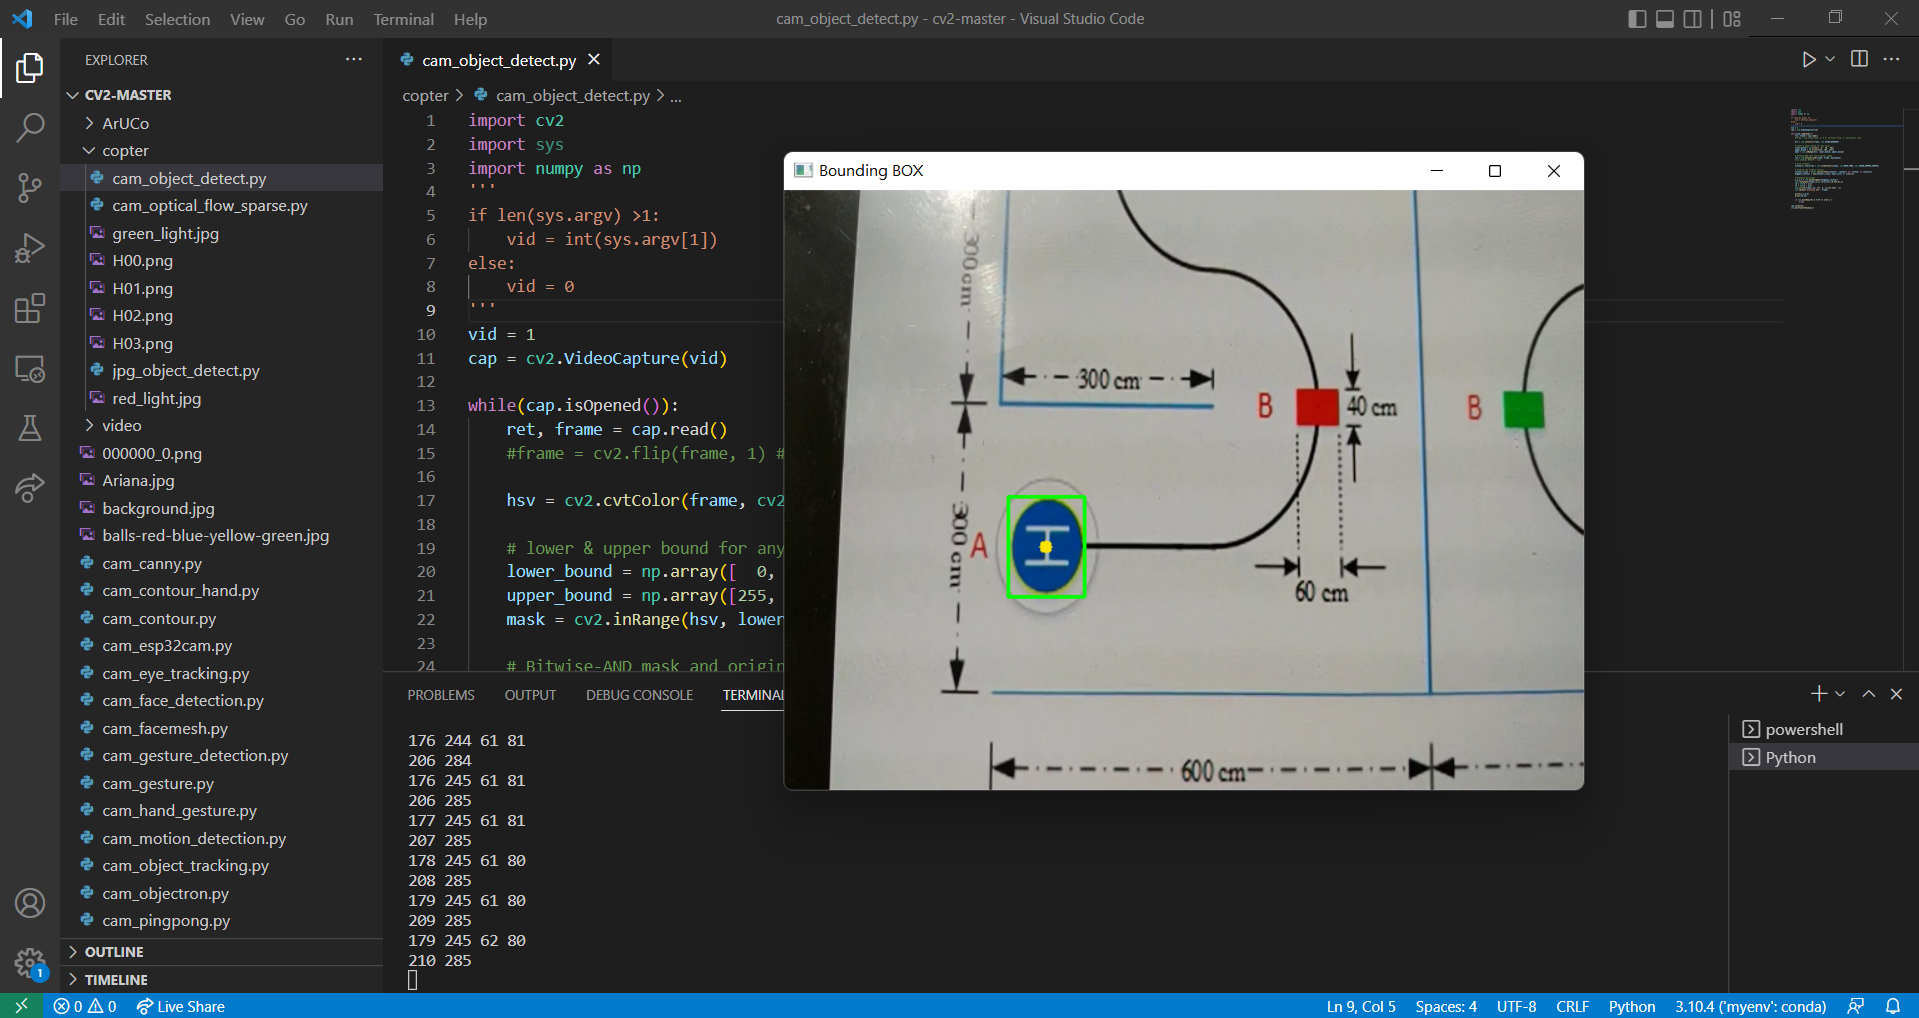 File Edit Selection View Go Run Terminal Help
cam_object_detect.py - cv2-master - Visual Studio Code
EXPLORER
CV2-MASTER
ArUCo
copter
cam_object_detect.py
cam_optical_flow_sparse.py
green_light.jpg
H00.png
H01.png
H02.png
H03.png
jpg_object_detect.py
red_light.jpg
video
000000_0.png
Ariana.jpg
background.jpg
balls-red-blue-yellow-green.jpg
cam_canny.py
cam_contour_hand.py
cam_contour.py
cam_esp32cam.py
cam_eye_tracking.py
cam_face_detection.py
cam_facemesh.py
cam_gesture_detection.py
cam_gesture.py
cam_hand_gesture.py
cam_motion_detection.py
cam_object_tracking.py
cam_objectron.py
cam_pingpong.py
OUTLINE
TIMELINE
1
cam_object_detect.py
copter > cam_object_detect.py > ...
1 import cv2
2 import sys
3 import numpy as np
4 '''
5 if len(sys.argv) >1:
6 vid = int(sys.argv[1])
7 else:
8 vid = 0
9 '''
10 vid = 1
11 cap = cv2.VideoCapture(vid)
12
13 while(cap.isOpened()):
14 ret, frame = cap.read()
15 #frame = cv2.flip(frame, 1) #
16
17 hsv = cv2.cvtColor(frame, cv2
18
19 # lower & upper bound for any
20 lower_bound = np.array([ 0,
21 upper_bound = np.array([255,
22 mask = cv2.inRange(hsv, lower
23
24 # Bitwise-AND mask and origin
Bounding BOX
300 cm
300 cm
B
40 cm
B
300 cm
A
H
60 cm
600 cm
PROBLEMS OUTPUT DEBUG CONSOLE TERMINAL
176 244 61 81
206 284
176 245 61 81
206 285
177 245 61 81
207 285
178 245 61 80
208 285
179 245 61 80
209 285
179 245 62 80
210 285
powershell
Python
0 0 Live Share
Ln 9, Col 5 Spaces: 4 UTF-8 CRLF Python 3.10.4 ('myenv': conda)